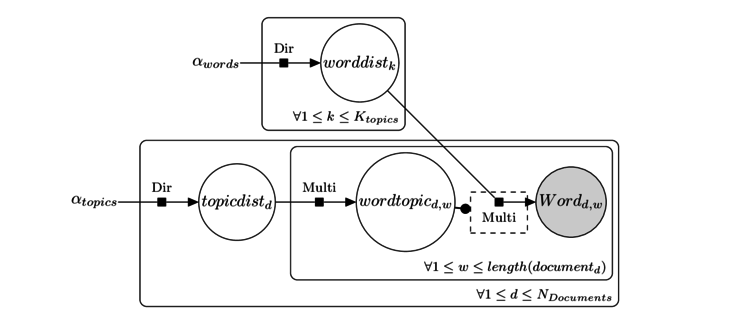 Dir
α_words
worddist_k
∀1 ≤ k ≤ K_topics
Dir
Multi
α_topics
topicdist_d
wordtopic_d,w
Multi
Word_d,w
∀1 ≤ w ≤ length(document_d)
∀1 ≤ d ≤ N_Documents